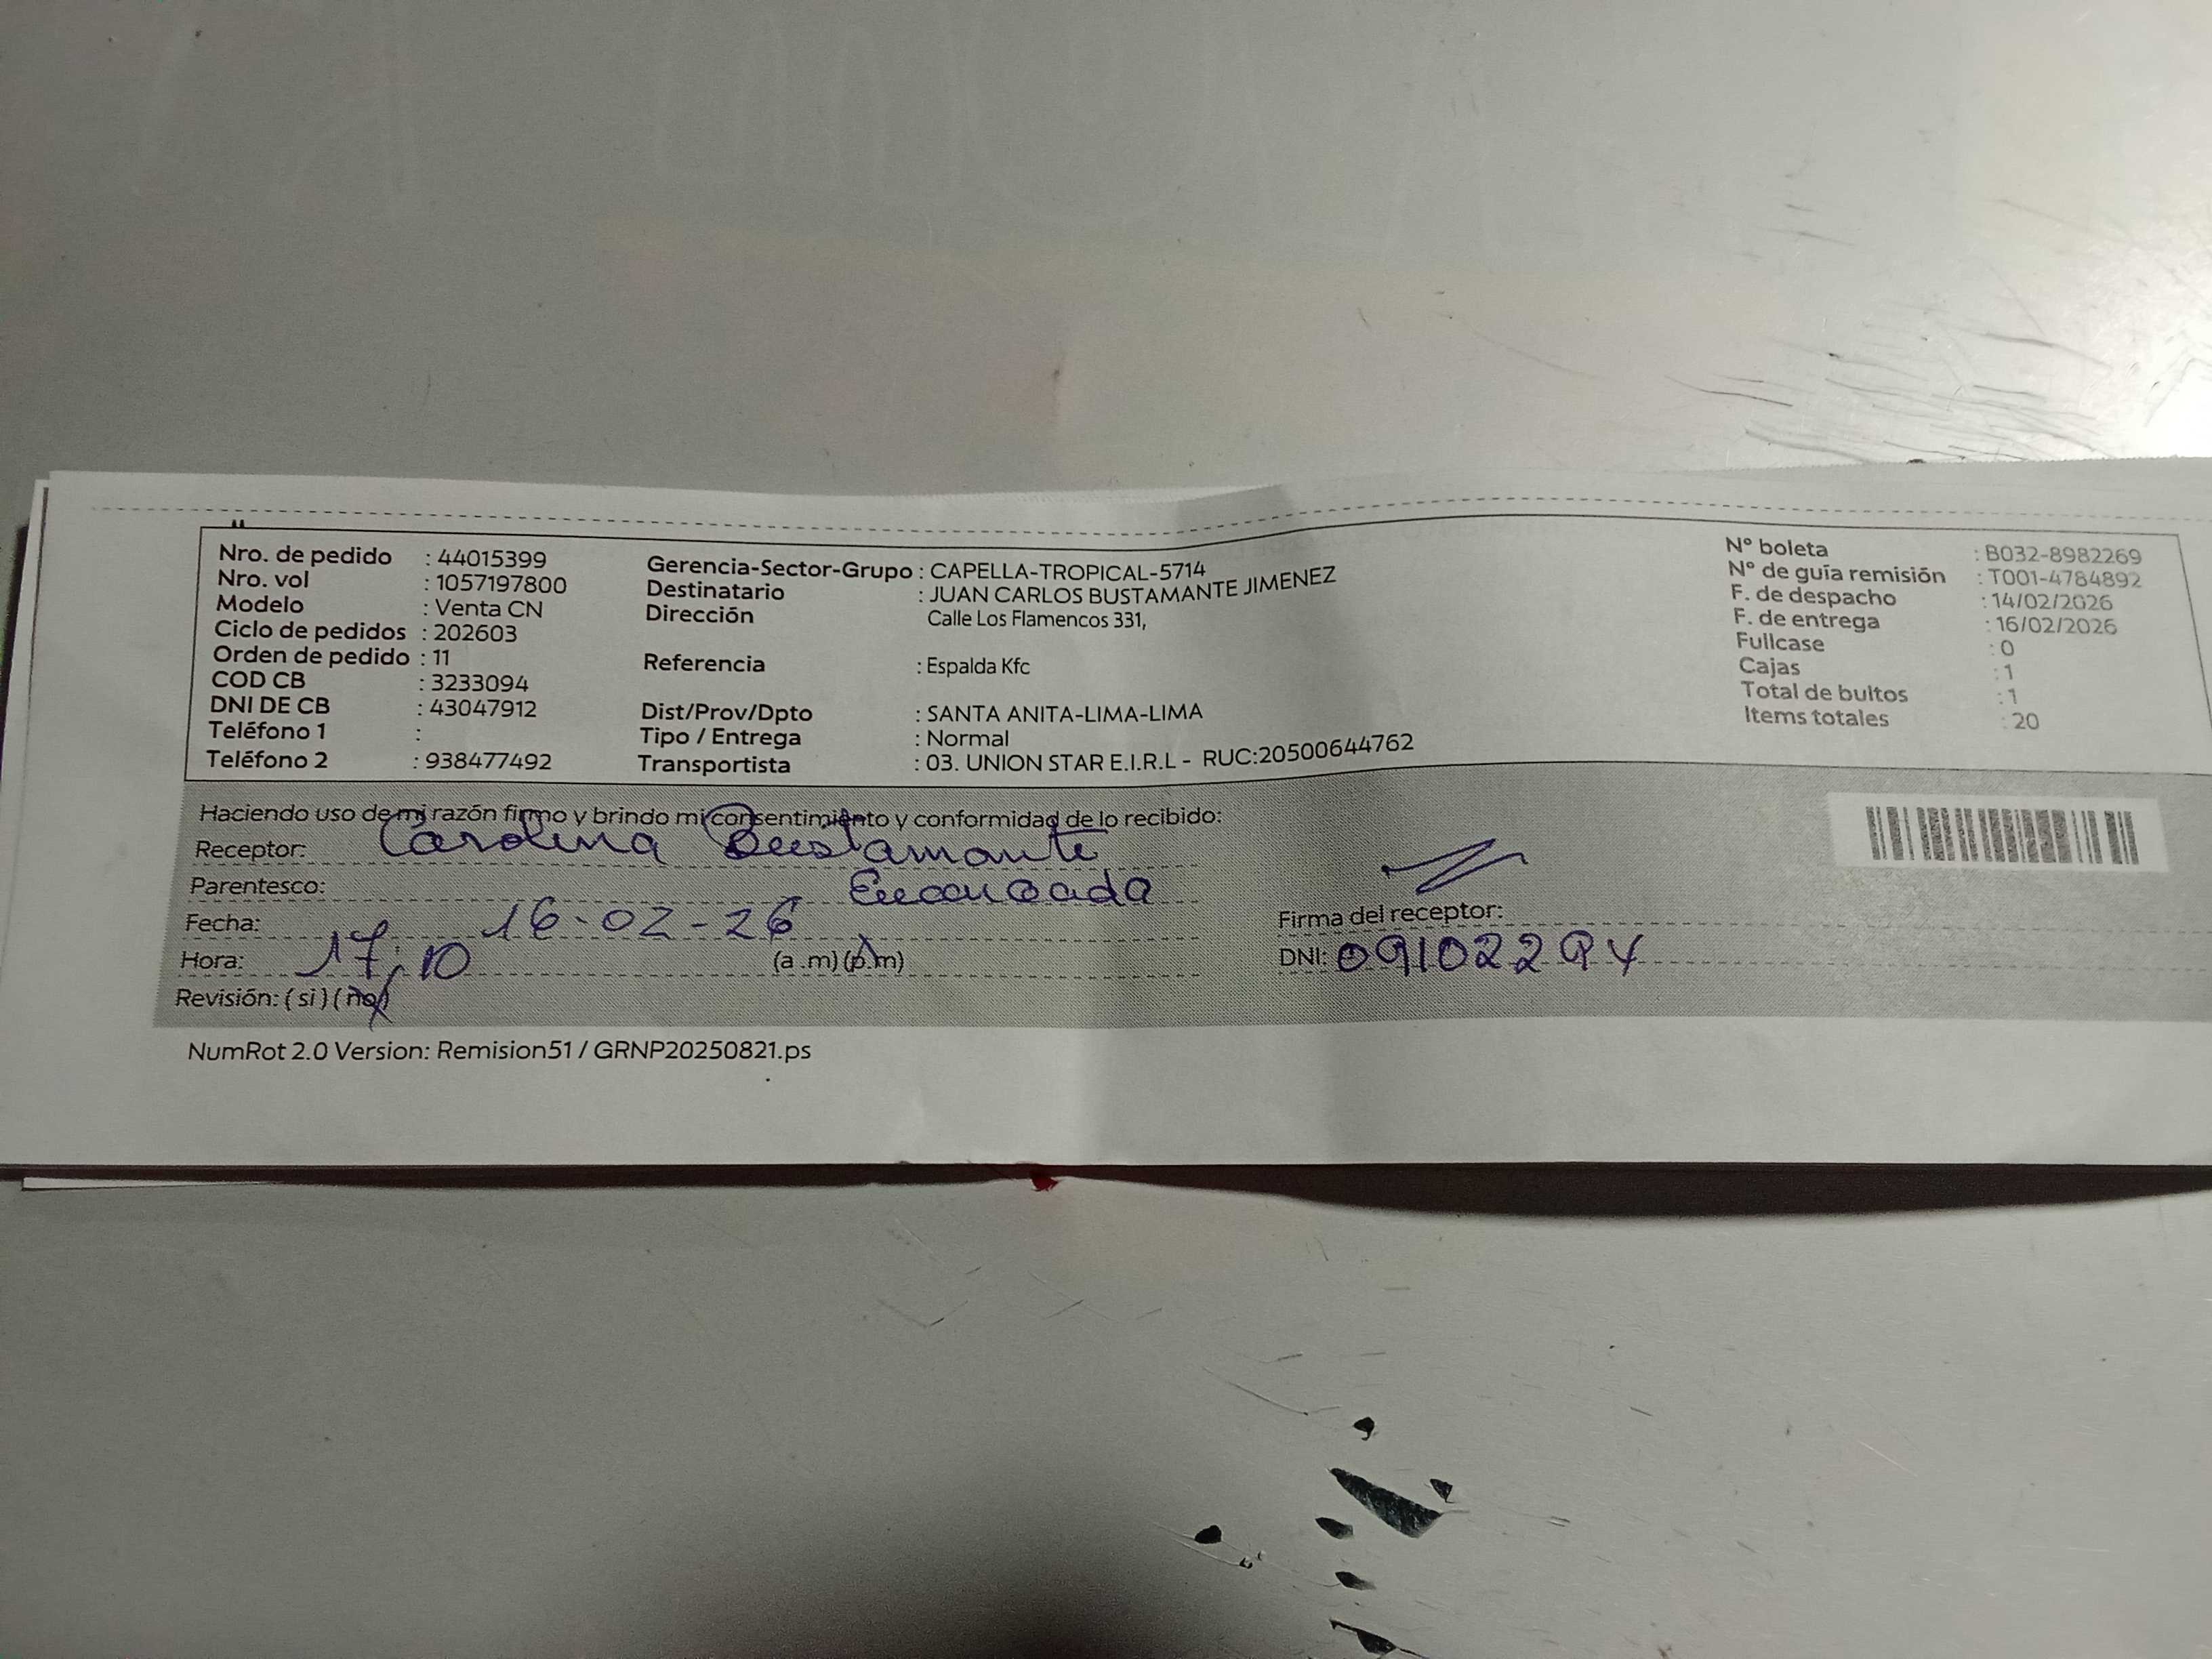 Nro. de pedido : 44015399
Nro. vol : 1057197800
Modelo : Venta CN
Ciclo de pedidos : 202603
Orden de pedido : 11
COD CB : 3233094
DNI DE CB : 43047912
Teléfono 1 :
Teléfono 2 : 938477492
Gerencia-Sector-Grupo : CAPELLA-TROPICAL-5714
Destinatario : JUAN CARLOS BUSTAMANTE JIMENEZ
Dirección Calle Los Flamencos 331,
Referencia : Espalda Kfc
Dist/Prov/Dpto : SANTA ANITA-LIMA-LIMA
Tipo / Entrega : Normal
Transportista : 03. UNION STAR E.I.R.L - RUC:20500644762
N° boleta : B032-8982269
N° de guía remisión : T001-4784892
F. de despacho : 14/02/2026
F. de entrega : 16/02/2026
Fullcase : 0
Cajas : 1
Total de bultos : 1
Items totales : 20
Haciendo uso de mi razón firmo y brindo mi consentimiento y conformidad de lo recibido:
Receptor: Carolina Bustamante
Parentesco: Encargada
Fecha: 16-02-26
Hora: 17:10 (a.m) (p.m)
Revisión: (si) (no)
Firma del receptor:
DNI:
NumRot 2.0 Version: Remision51 / GRNP20250821.ps